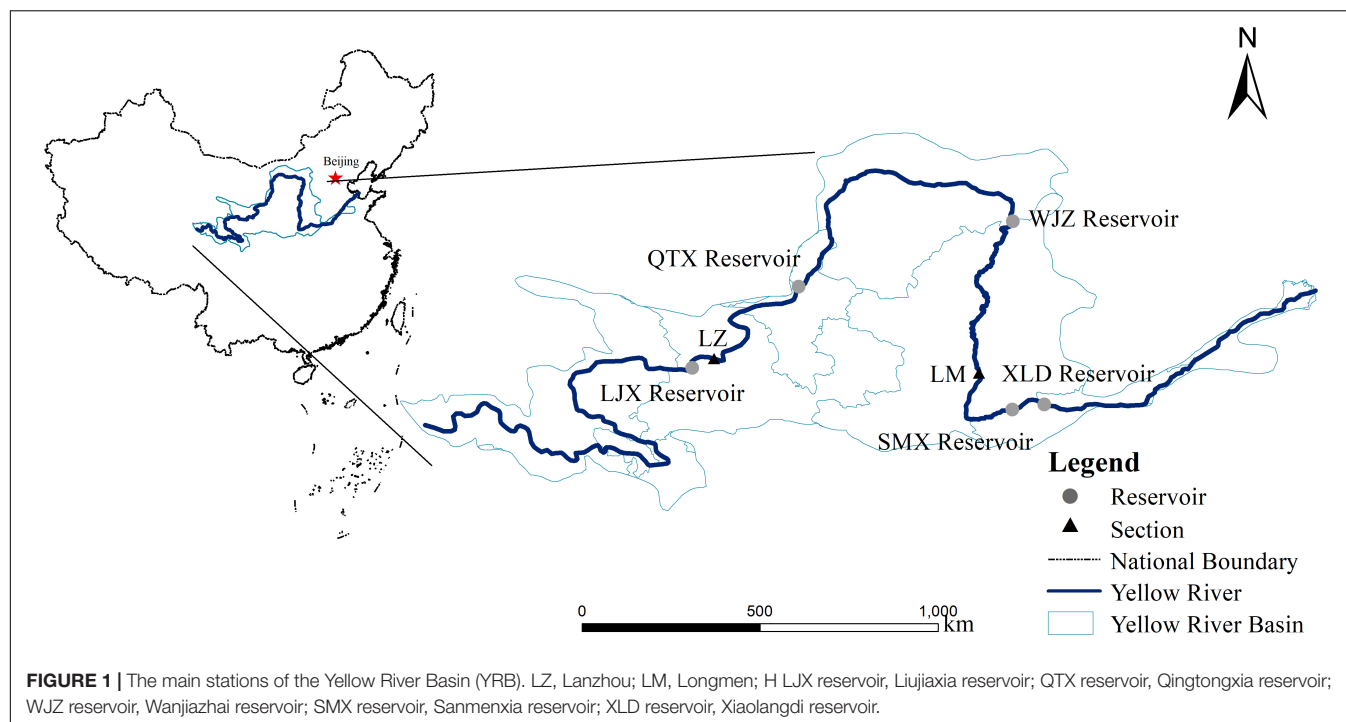 N
Beijing
WJZ Reservoir
QTX Reservoir
LZ
LJX Reservoir
LM
XLD Reservoir
SMX Reservoir
Legend
Reservoir
Section
National Boundary
Yellow River
Yellow River Basin
0 500 1,000
km
FIGURE 1 | The main stations of the Yellow River Basin (YRB). LZ, Lanzhou; LM, Longmen; H LJX reservoir, Liujiaxia reservoir; QTX reservoir, Qingtongxia reservoir;
WJZ reservoir, Wanjiazhai reservoir; SMX reservoir, Sanmenxia reservoir; XLD reservoir, Xiaolangdi reservoir.